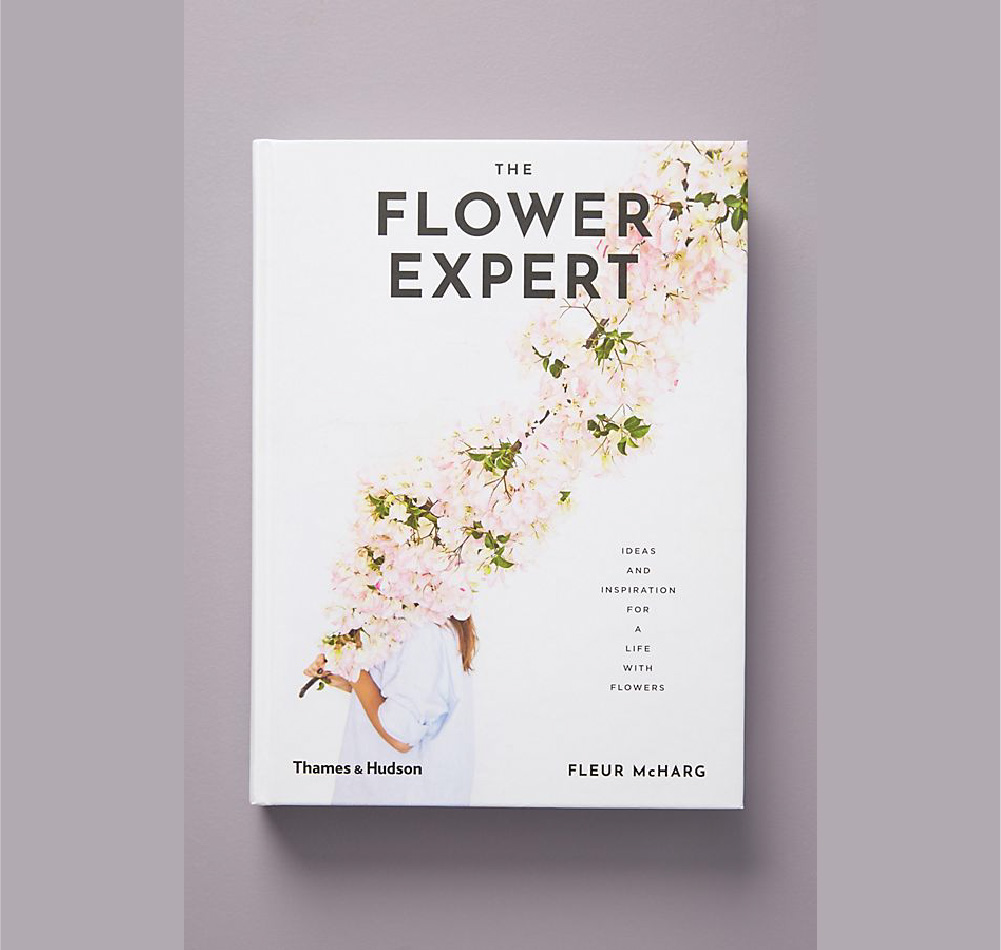 THE
FLOWER
EXPERT
IDEAS
AND
INSPIRATION
FOR
A
LIFE
WITH
FLOWERS
Thames & Hudson
FLEUR McHARG